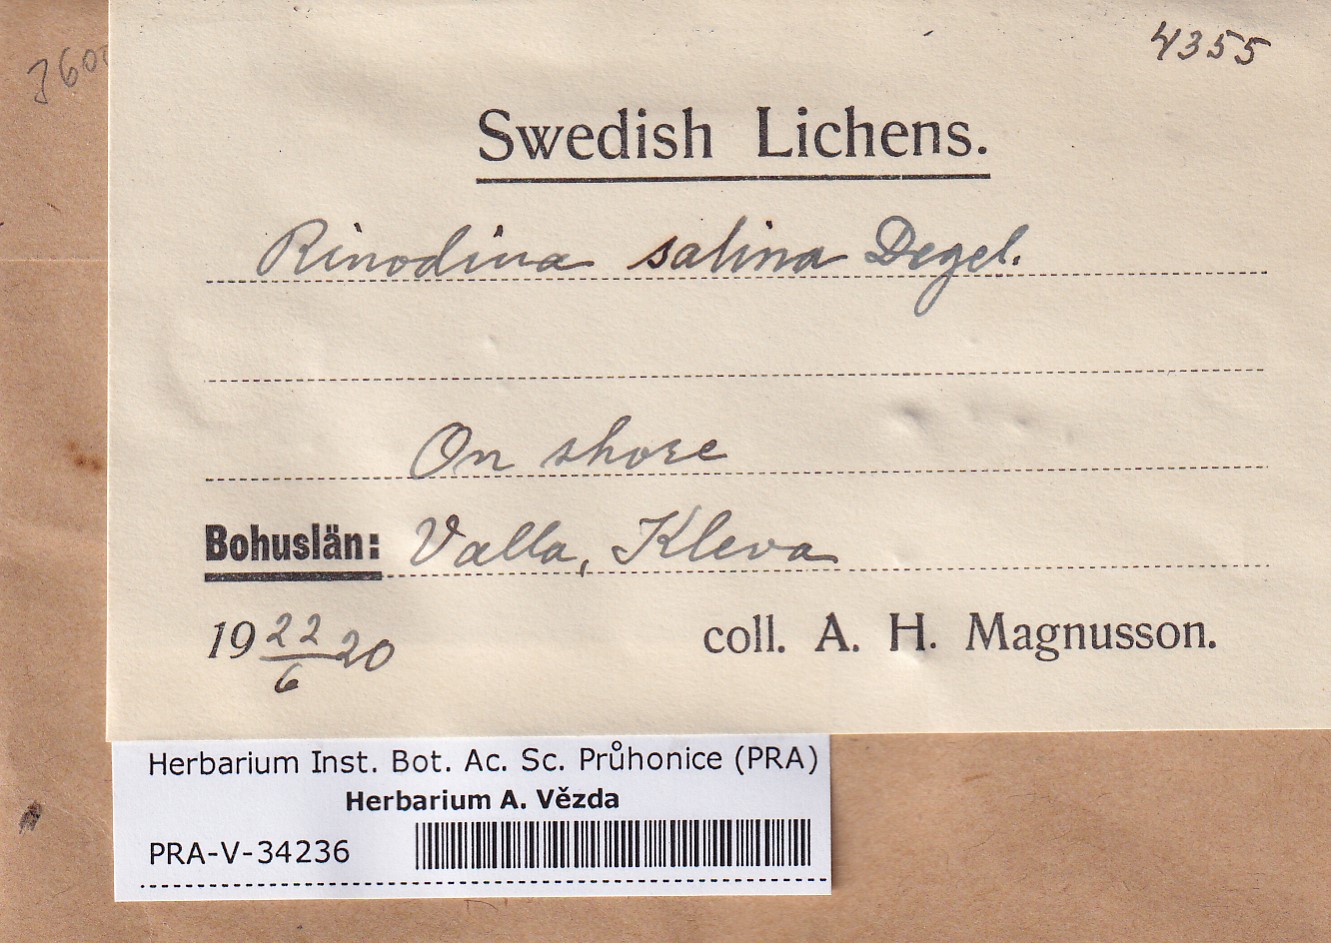 4355
Swedish Lichens.
Rinodina salina Degel.
On shore
Bohuslän: Valla, Kleva
19 22/6 20
coll. A. H. Magnusson.
Herbarium Inst. Bot. Ac. Sc. Průhonice (PRA)
Herbarium A. Vězda
PRA-V-34236